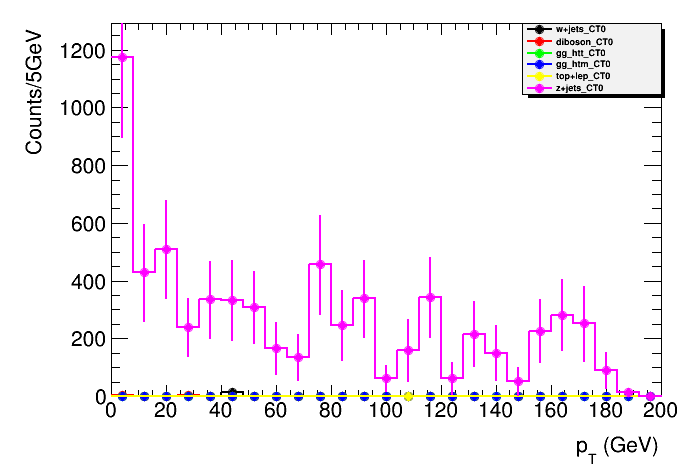 Counts/5GeV
1200
1000
800
600
400
200
0
w+jets_CT0
diboson_CT0
gg_htt_CT0
gg_htm_CT0
top+lep_CT0
z+jets_CT0
0 20 40 60 80 100 120 140 160 180 200
p_T (GeV)